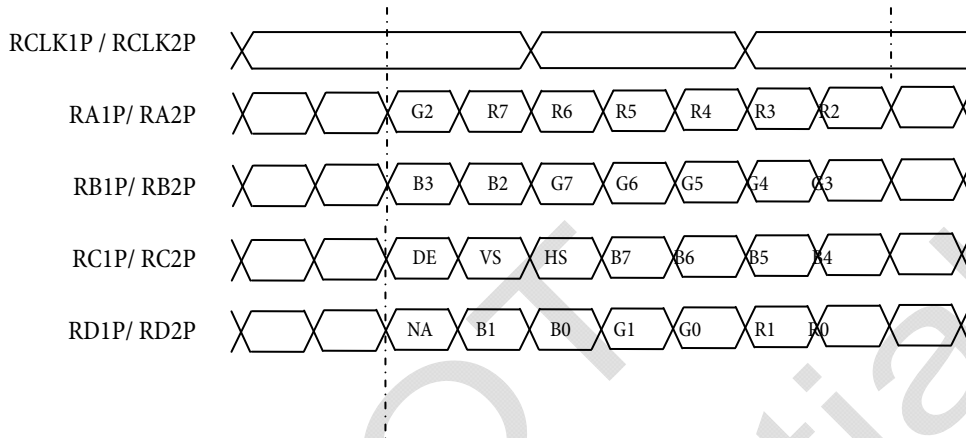 RCLK1P / RCLK2P
RA1P/ RA2P G2 R7 R6 R5 R4 R3 R2
RB1P/ RB2P B3 B2 G7 G6 G5 G4 G3
RC1P/ RC2P DE VS HS B7 B6 B5 B4
RD1P/ RD2P NA B1 B0 G1 G0 R1 R0